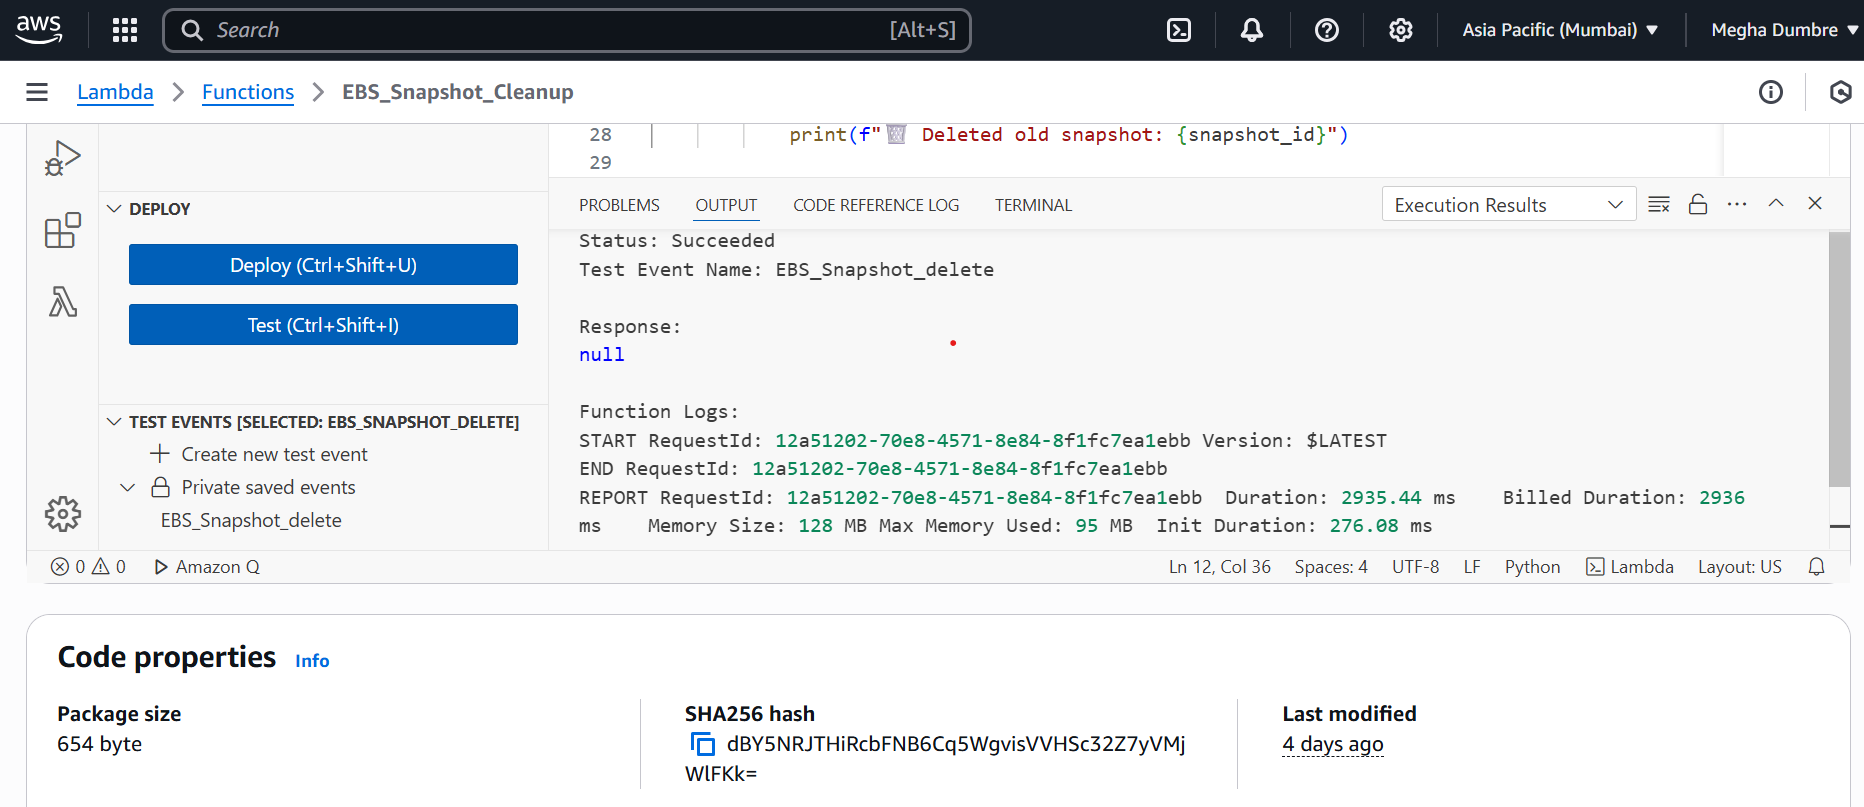 aws
Search [Alt+S]
Asia Pacific (Mumbai)
Megha Dumbre
Lambda
Functions
EBS_Snapshot_Cleanup
28 print(f"🗑️ Deleted old snapshot: {snapshot_id}")
29
DEPLOY
Deploy (Ctrl+Shift+U)
Test (Ctrl+Shift+I)
TEST EVENTS [SELECTED: EBS_SNAPSHOT_DELETE]
Create new test event
Private saved events
EBS_Snapshot_delete
PROBLEMS OUTPUT CODE REFERENCE LOG TERMINAL
Execution Results
Status: Succeeded
Test Event Name: EBS_Snapshot_delete
Response:
null
Function Logs:
START RequestId: 12a51202-70e8-4571-8e84-8f1fc7ea1ebb Version: $LATEST
END RequestId: 12a51202-70e8-4571-8e84-8f1fc7ea1ebb
REPORT RequestId: 12a51202-70e8-4571-8e84-8f1fc7ea1ebb Duration: 2935.44 ms Billed Duration: 2936
ms Memory Size: 128 MB Max Memory Used: 95 MB Init Duration: 276.08 ms
0 0 Amazon Q
Ln 12, Col 36 Spaces: 4 UTF-8 LF Python Lambda Layout: US
Code properties Info
Package size
654 byte
SHA256 hash
dBY5NRJTHiRcbFNB6Cq5WgvisVVHSc32Z7yVMj
WlFKk=
Last modified
4 days ago